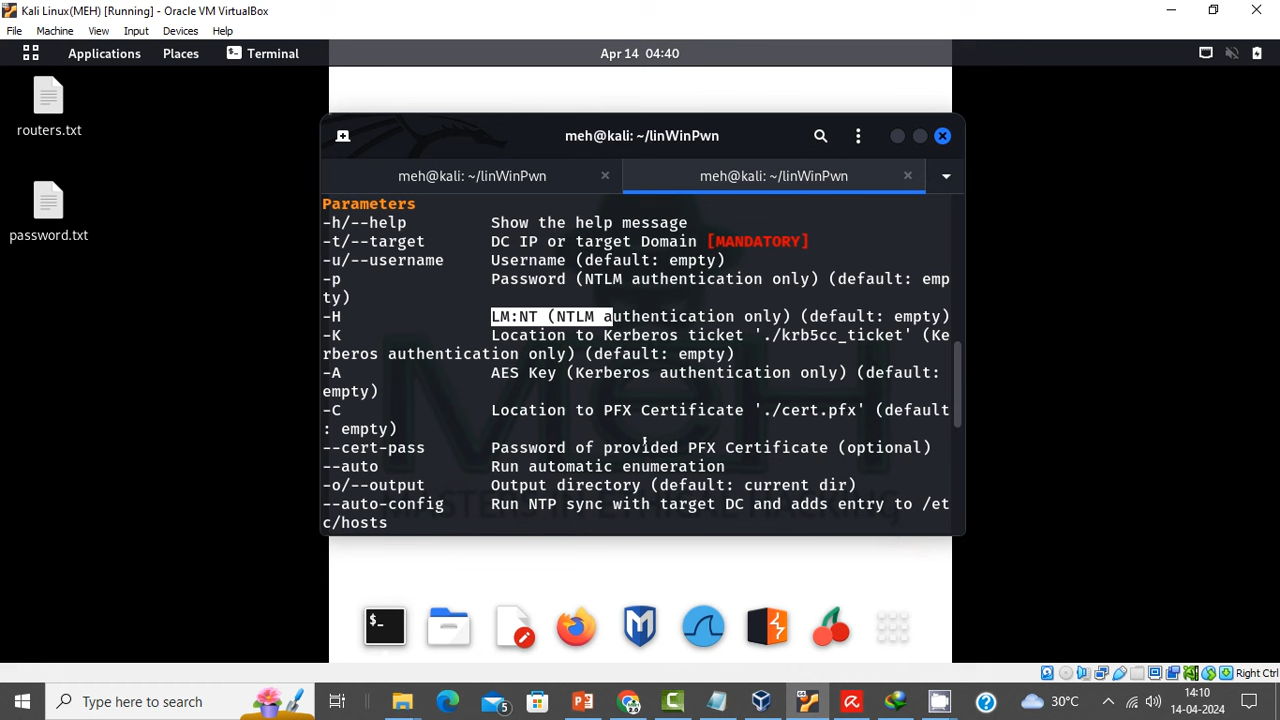 Kali Linux(MEH) [Running] - Oracle VM VirtualBox
File Machine View Input Devices Help
Applications Places Terminal Apr 14 04:40
routers.txt
password.txt
meh@kali: ~/linWinPwn
meh@kali: ~/linWinPwn meh@kali: ~/linWinPwn
Parameters
-h/--help Show the help message
-t/--target DC IP or target Domain [MANDATORY]
-u/--username Username (default: empty)
-p Password (NTLM authentication only) (default: emp
ty)
-H LM:NT (NTLM authentication only) (default: empty)
-K Location to Kerberos ticket './krb5cc_ticket' (Ke
rberos authentication only) (default: empty)
-A AES Key (Kerberos authentication only) (default:
empty)
-C Location to PFX Certificate './cert.pfx' (default
: empty)
--cert-pass Password of provided PFX Certificate (optional)
--auto Run automatic enumeration
-o/--output Output directory (default: current dir)
--auto-config Run NTP sync with target DC and adds entry to /et
c/hosts
$_
Right Ctrl
Type here to search
5
30°C
14:10
14-04-2024